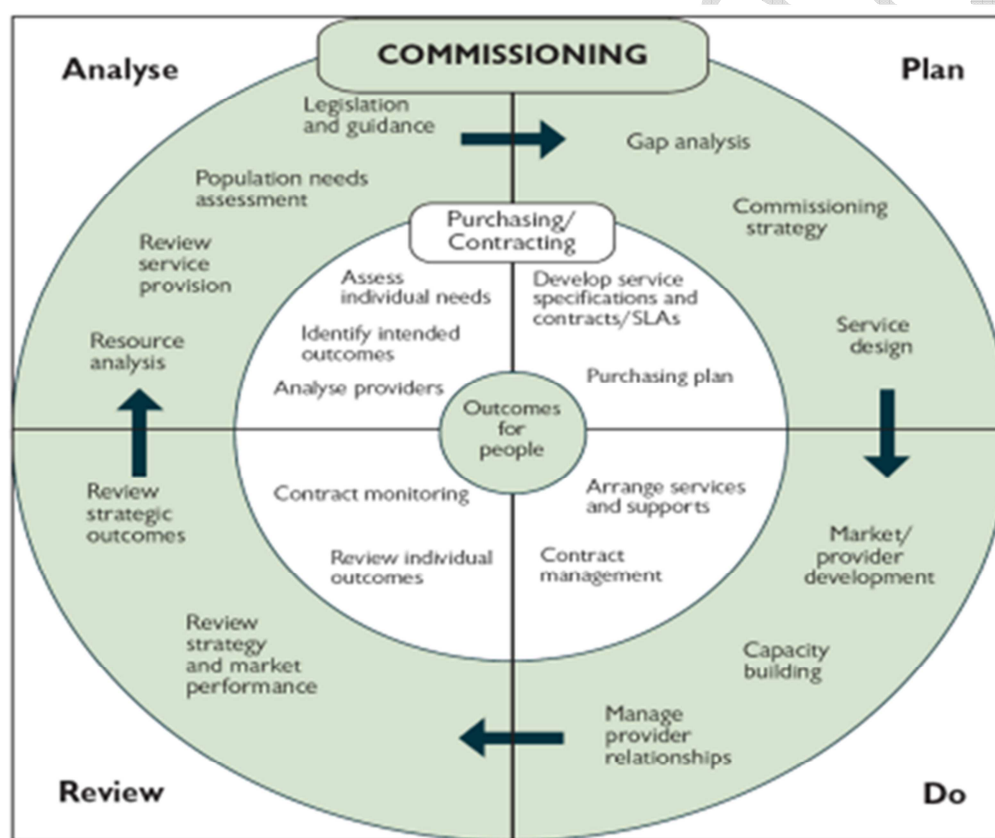 COMMISSIONING
Analyse
Plan
Legislation
and guidance
Population needs
assessment
Review
service
provision
Resource
analysis
Gap analysis
Commissioning
strategy
Service
design
Purchasing/
Contracting
Assess
individual needs
Identify intended
outcomes
Analyse providers
Develop service
specifications and
contracts/SLAs
Purchasing plan
Outcomes
for
people
Contract monitoring
Review individual
outcomes
Arrange services
and supports
Contract
management
Review
strategic
outcomes
Review
strategy
and market
performance
Market/
provider
development
Capacity
building
Manage
provider
relationships
Review
Do